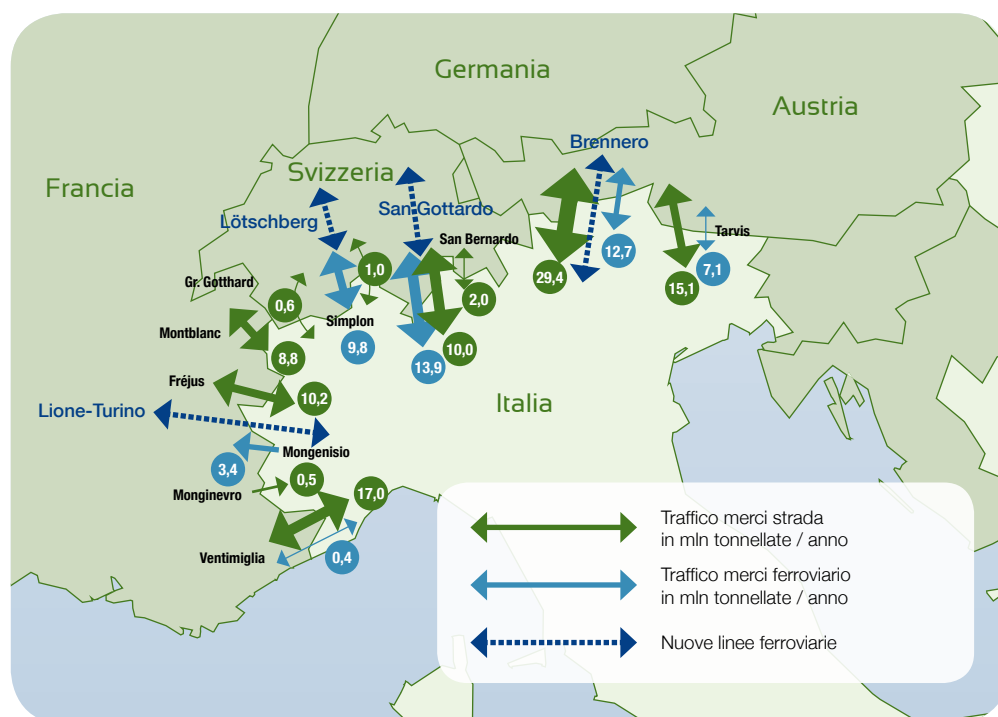 Germania
Austria
Brennero
Francia
Svizzera
Lötschberg
San Gottardo
San Bernardo
Tarvis
12,7
7,1
29,4
15,1
1,0
Gr. Gotthard
0,6
2,0
Simplon
Montblanc
9,8
10,0
8,8
13,9
Fréjus
10,2
Italia
Lione-Turino
Mongenisio
3,4
0,5
Monginevro
17,0
Ventimiglia
0,4
Traffico merci strada
in mln tonnellate / anno
Traffico merci ferroviario
in mln tonnellate / anno
Nuove linee ferroviarie